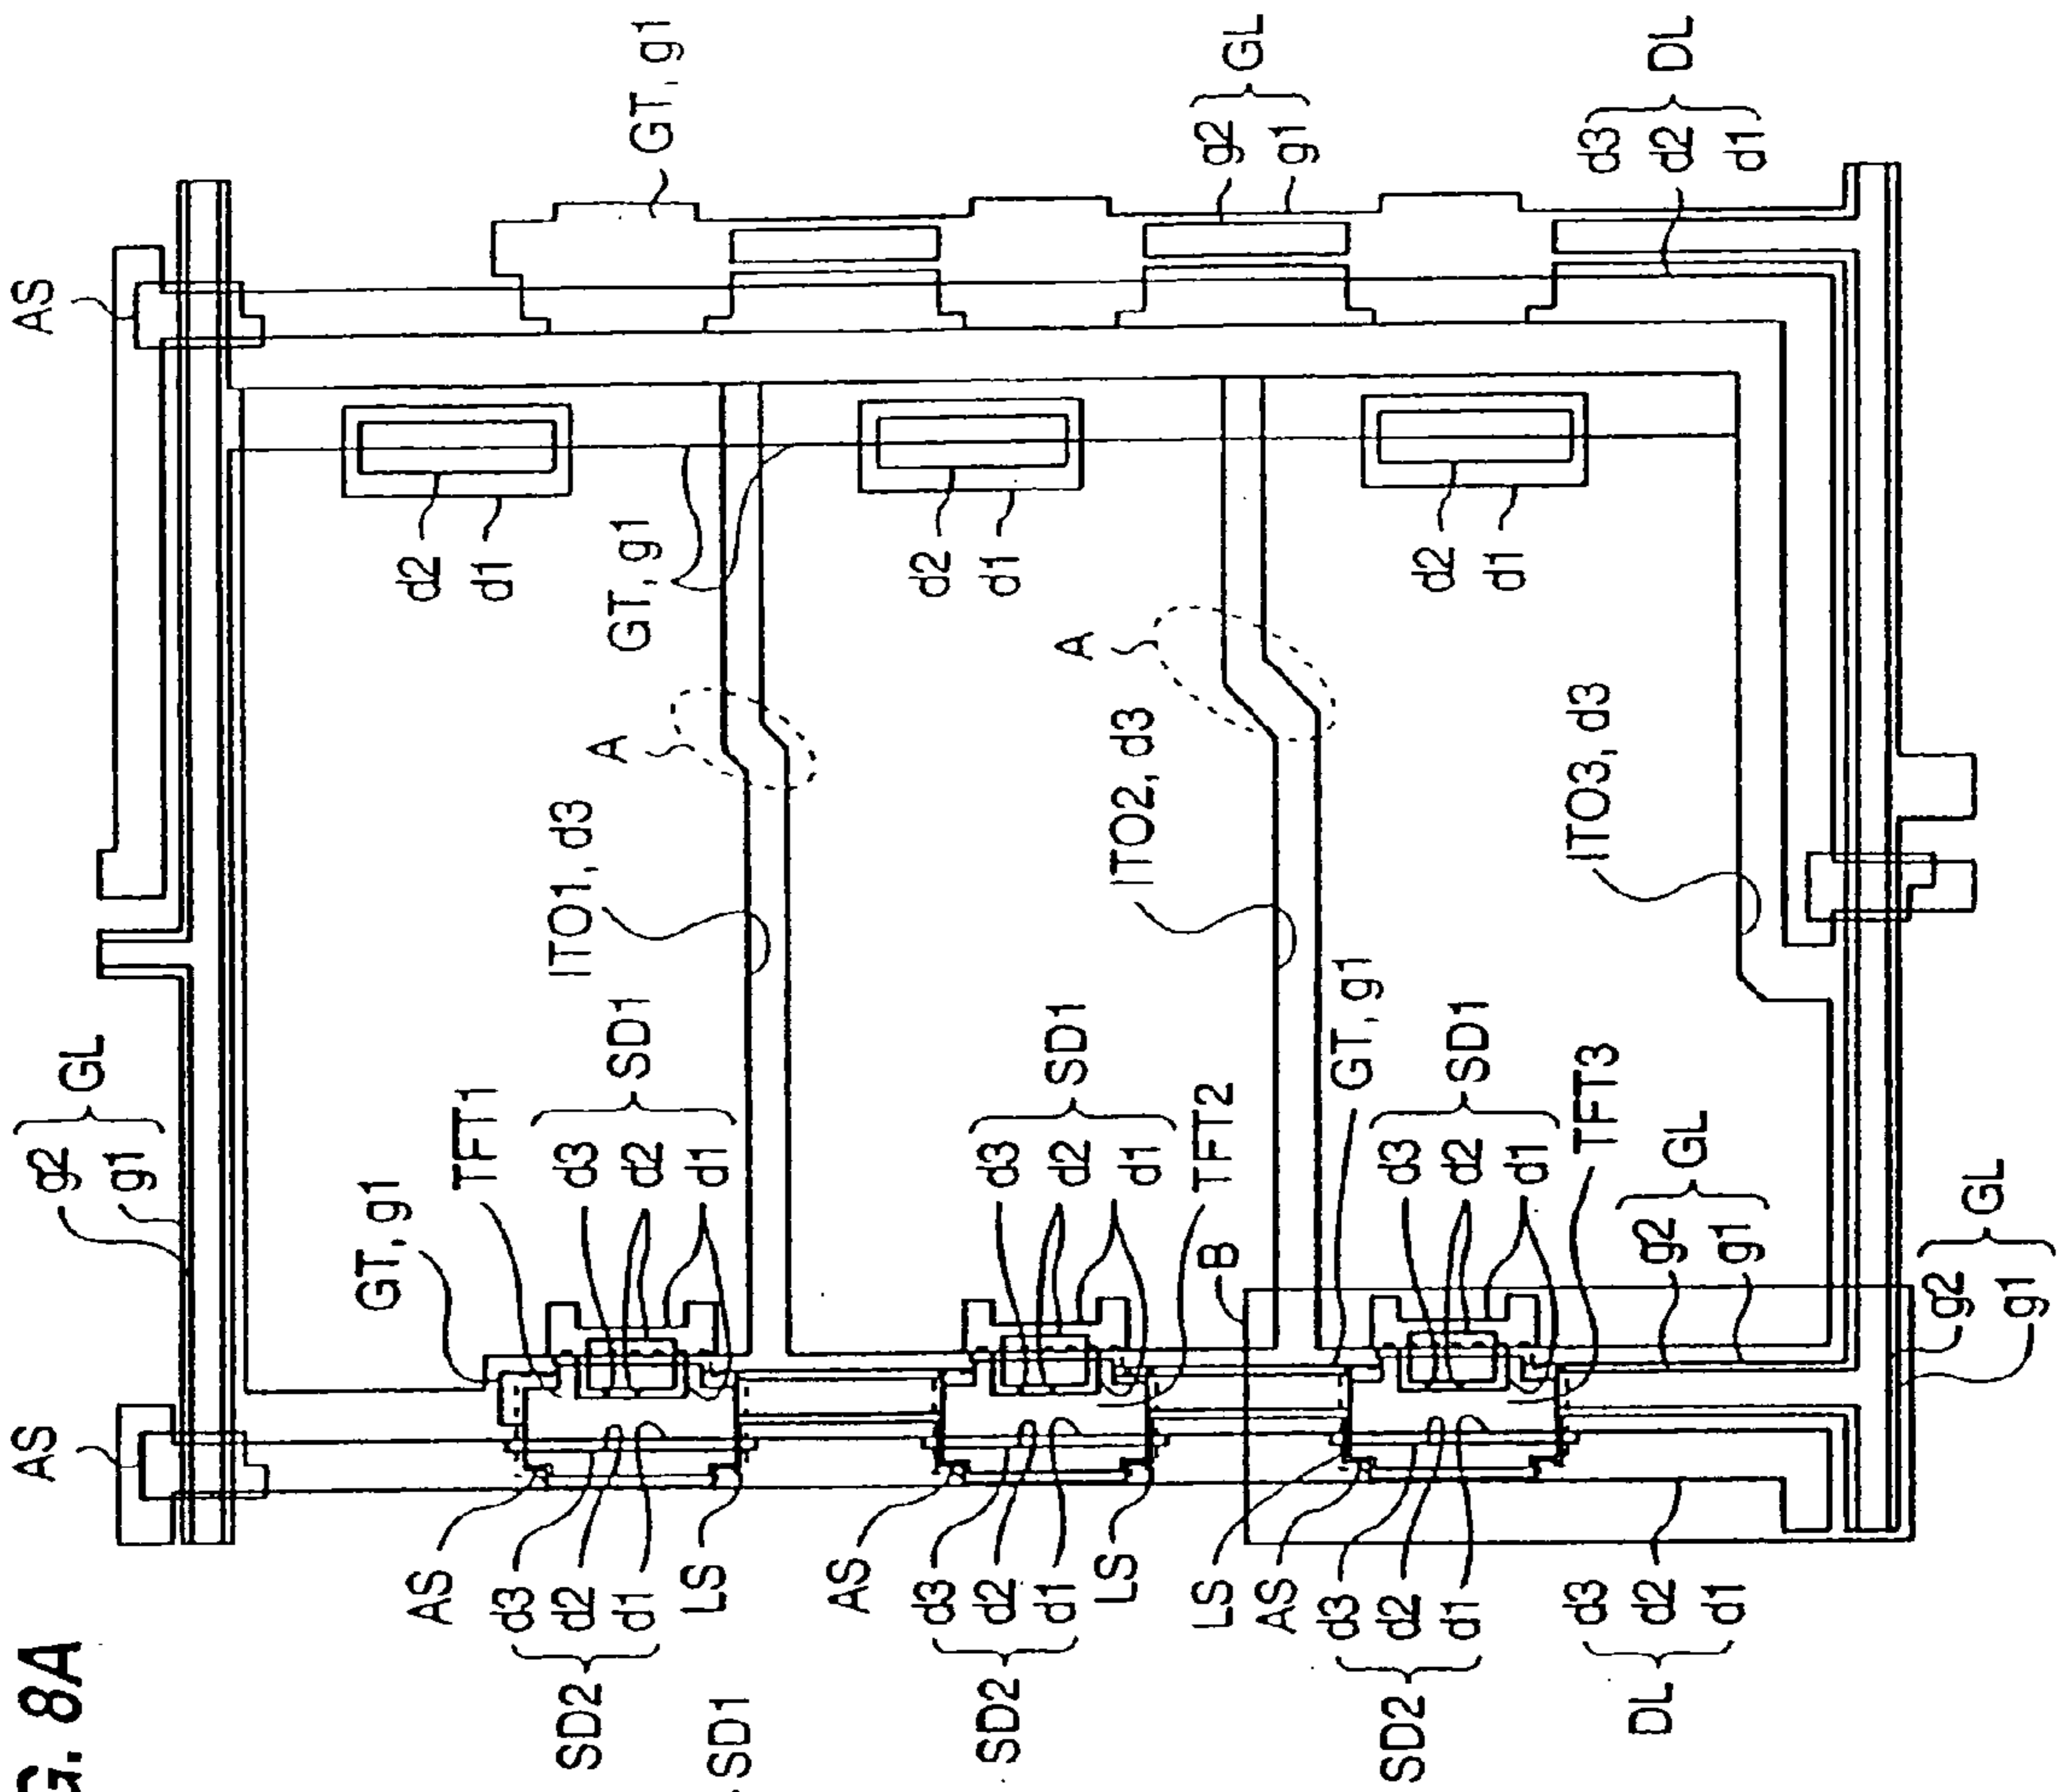 G. 8A
AS
SD2
d3
d2
d1
SD1
AS
LS
SD2
d3
d2
d1
AS
LS
SD2
d3
d2
d1
AS
LS
B
DL
d3
d2
d1
GL
g2
g1
GT, g1
TFT1
SD1
d3
d2
d1
SD1
d3
d2
d1
TFT2
GT, g1
SD1
d3
d2
d1
TFT3
GL
g2
g1
GL
g2
g1
ITO1, d3
ITO2, d3
ITO3, d3
A
A
GT, g1
d2
d1
d2
d1
d2
d1
AS
GT, g1
g2
g1
GL
d3
d2
d1
DL